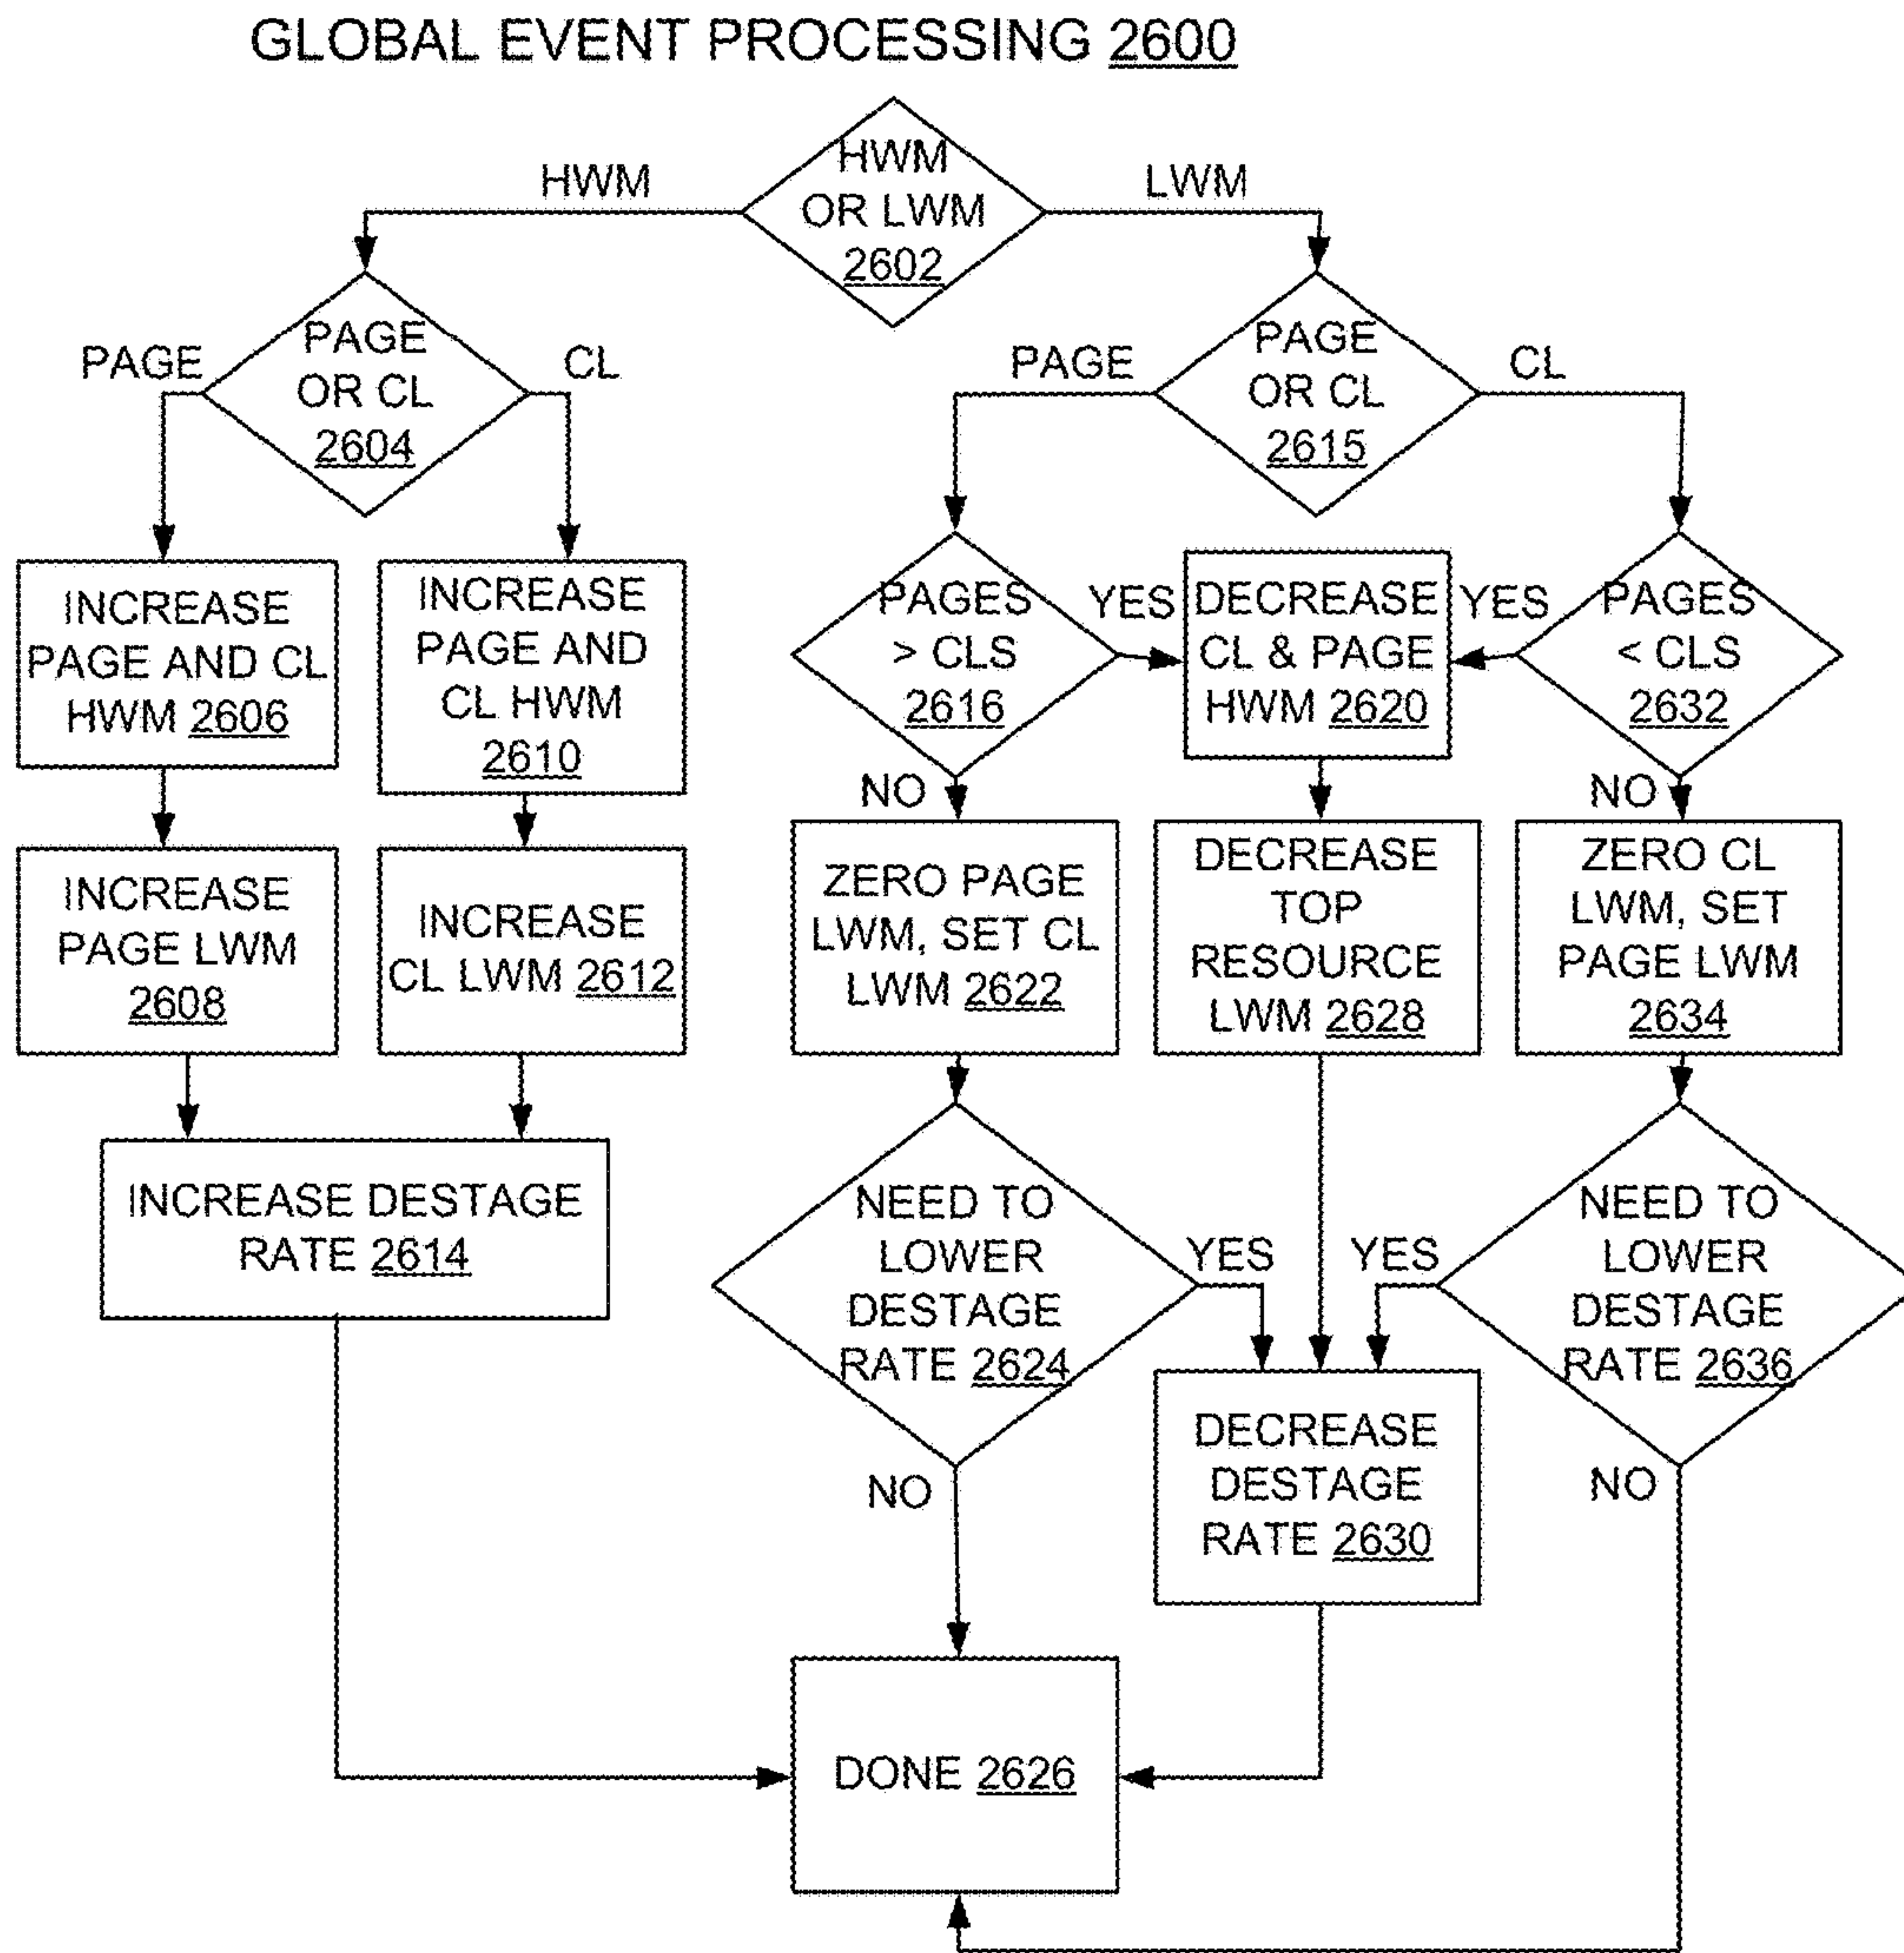 GLOBAL EVENT PROCESSING 2600
HWM
OR LWM
2602
HWM
LWM
PAGE
OR CL
2604
PAGE
CL
PAGE
OR CL
2615
PAGE
CL
INCREASE
PAGE AND CL
HWM 2606
INCREASE
PAGE AND
CL HWM
2610
PAGES
> CLS
2616
YES
DECREASE
CL & PAGE
HWM 2620
YES
PAGES
< CLS
2632
NO
NO
INCREASE
PAGE LWM
2608
INCREASE
CL LWM 2612
ZERO PAGE
LWM, SET CL
LWM 2622
DECREASE
TOP
RESOURCE
LWM 2628
ZERO CL
LWM, SET
PAGE LWM
2634
INCREASE DESTAGE
RATE 2614
NEED TO
LOWER
DESTAGE
RATE 2624
YES
YES
NEED TO
LOWER
DESTAGE
RATE 2636
NO
DECREASE
DESTAGE
RATE 2630
NO
DONE 2626